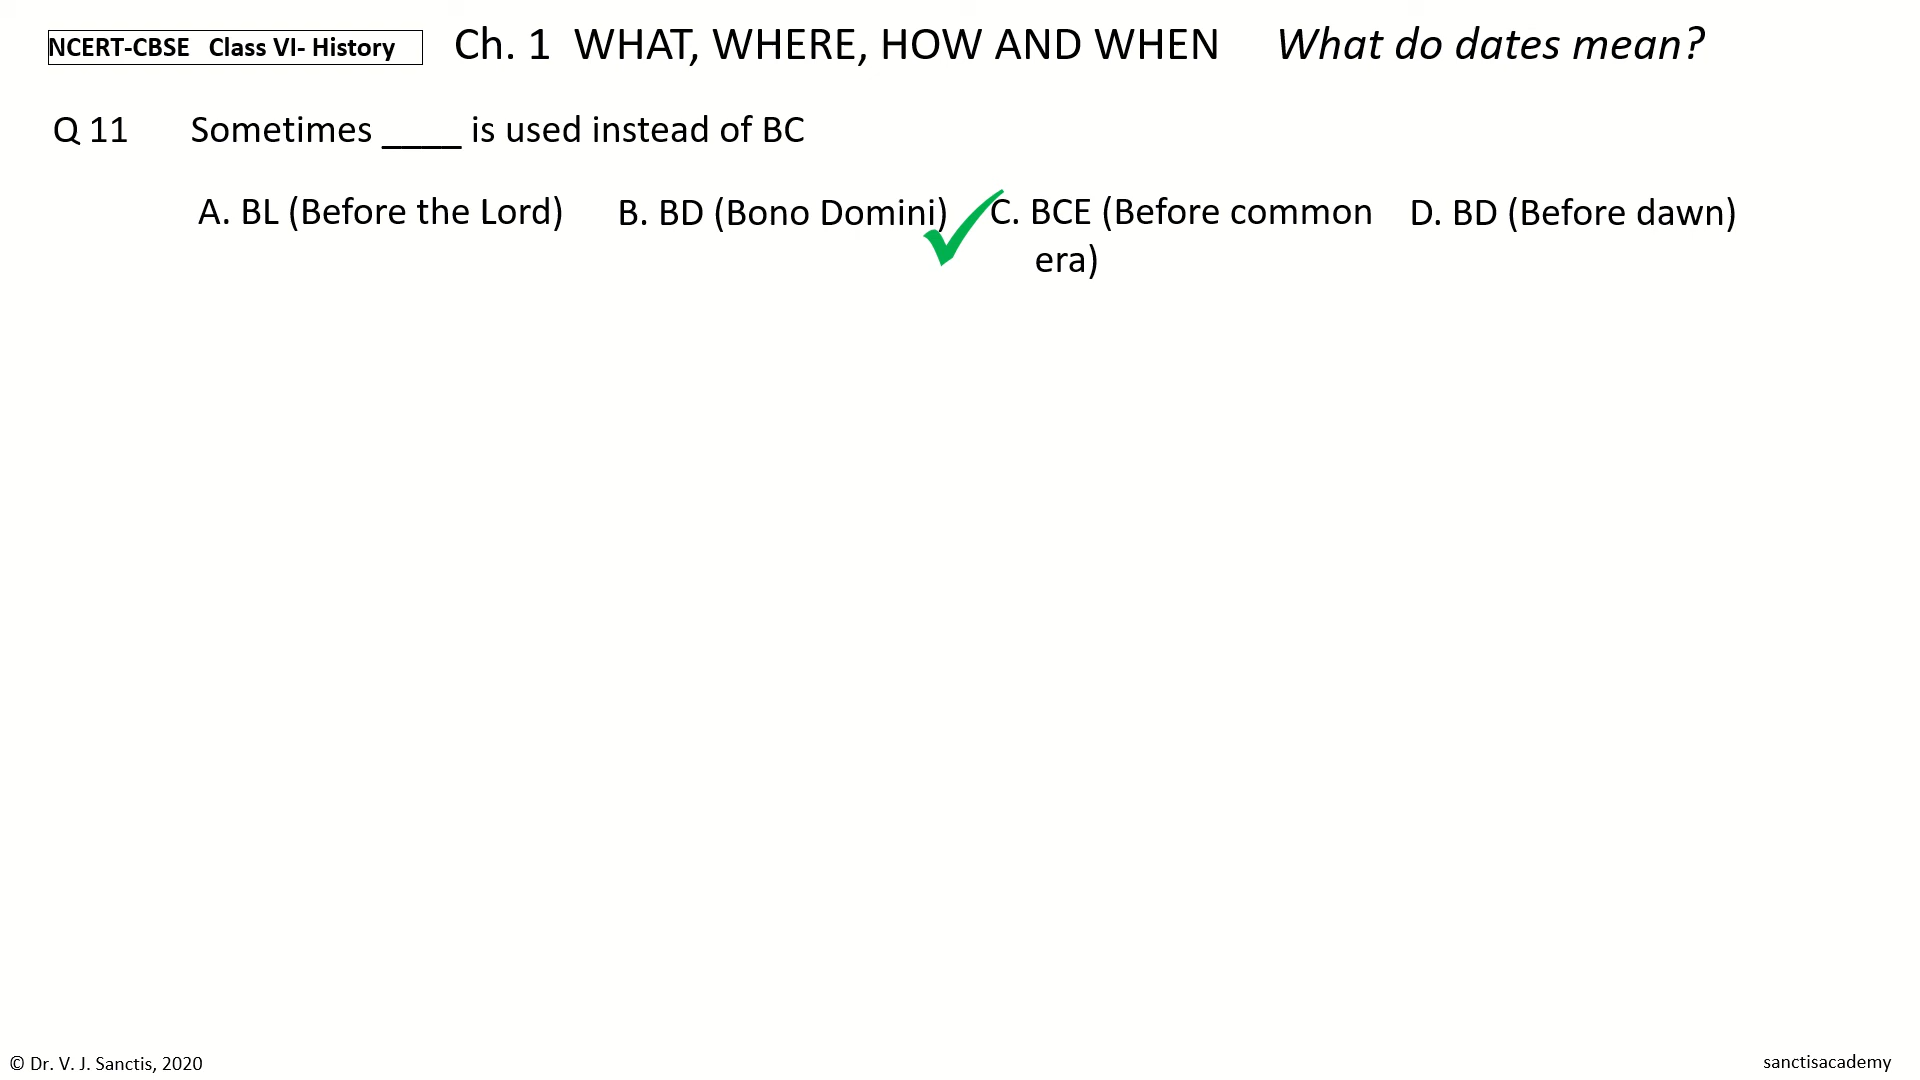 NCERT-CBSE Class VI- History Ch. 1 WHAT, WHERE, HOW AND WHEN What do dates mean?
Q 11 Sometimes ____ is used instead of BC
A. BL (Before the Lord) B. BD (Bono Domini) C. BCE (Before common D. BD (Before dawn)
era)
© Dr. V. J. Sanctis, 2020 sanctisacademy